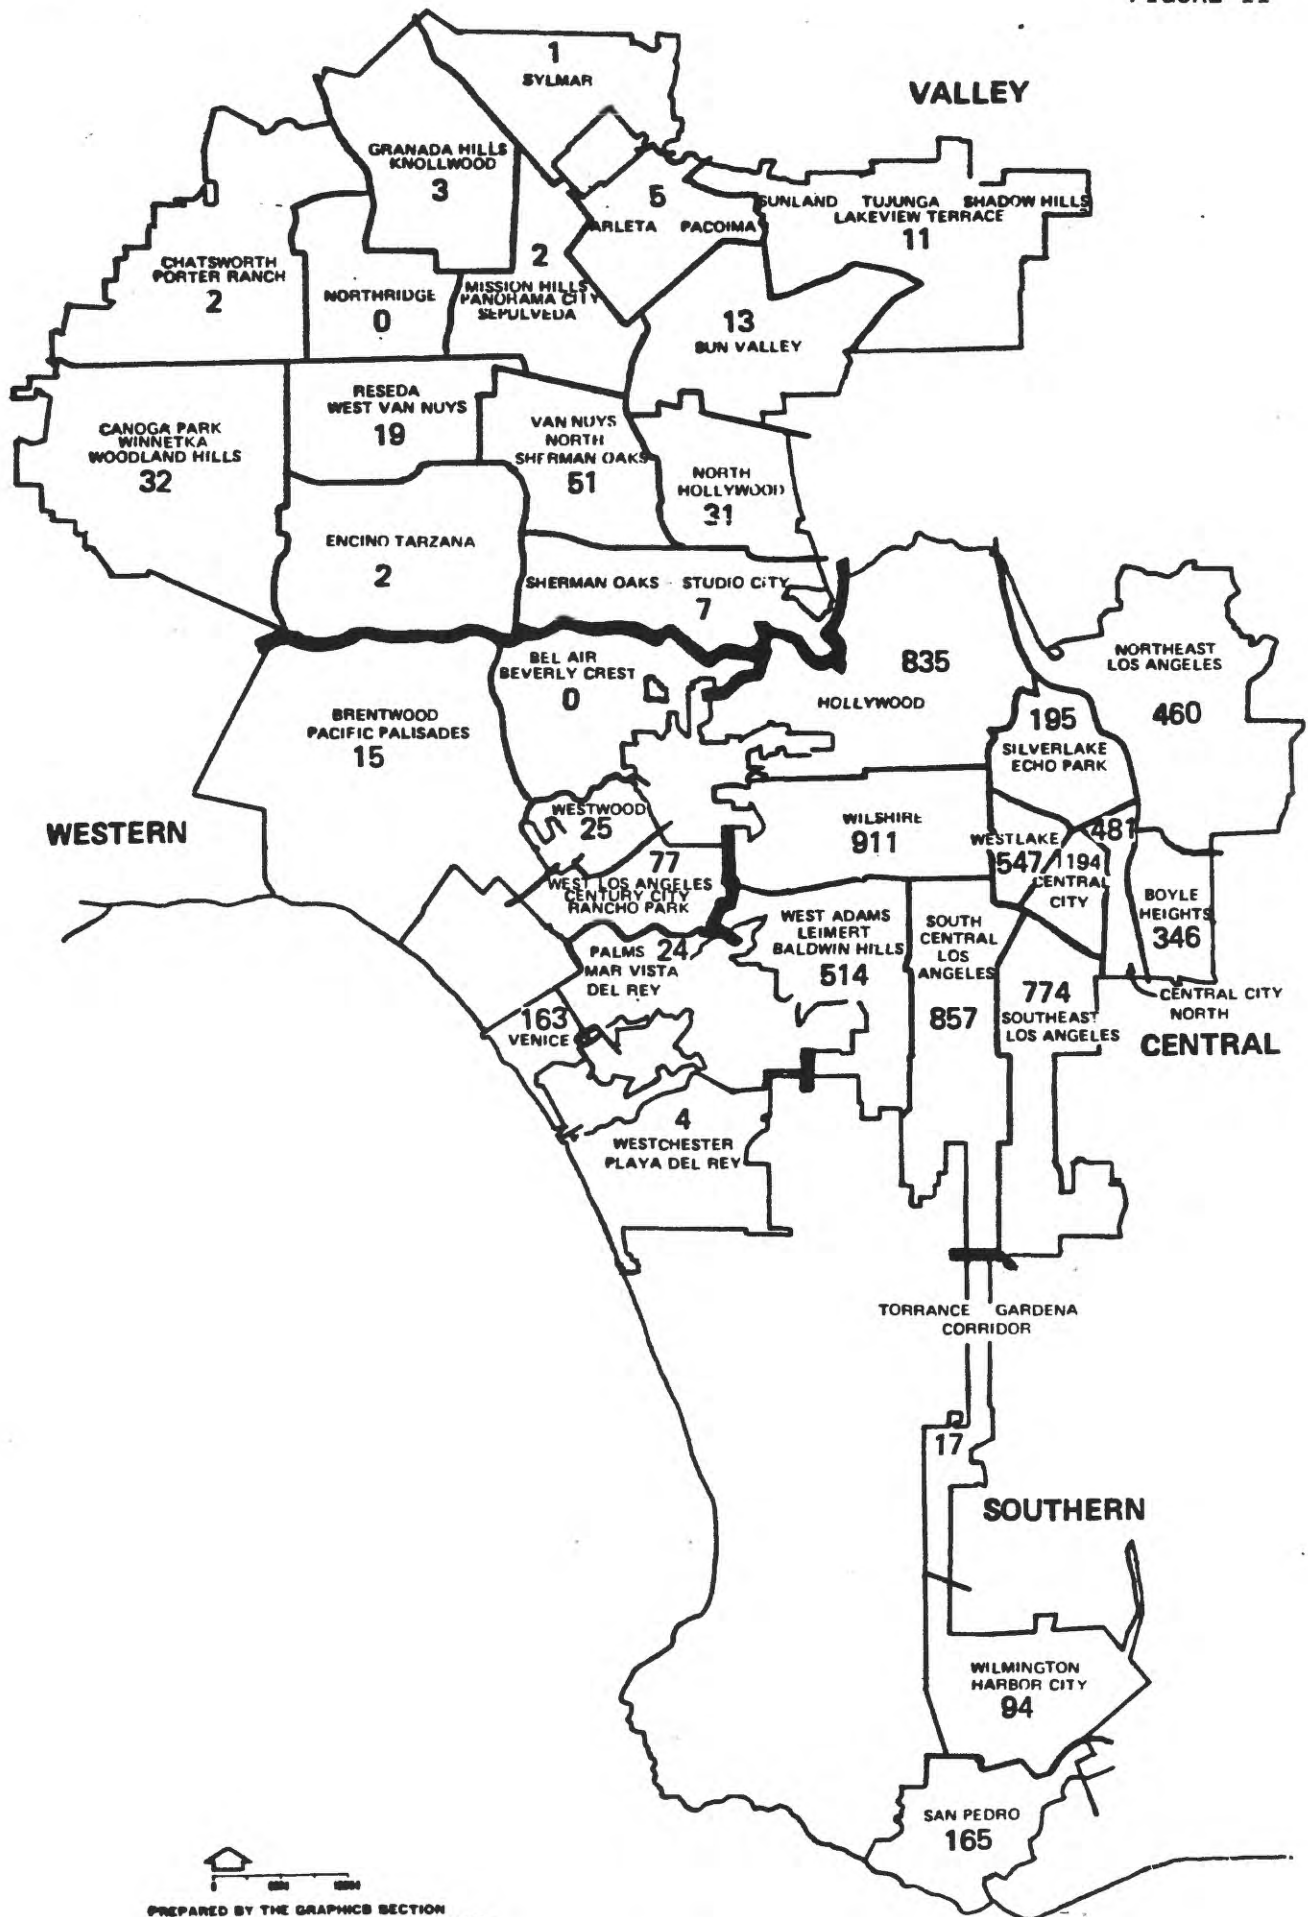 FIGURE 11
VALLEY
1
SYLMAR
GRANADA HILLS
KNOLLWOOD
3
5
ARLETA PACOIMA
SUNLAND TUJUNGA SHADOW HILLS
LAKEVIEW TERRACE
11
CHATSWORTH
PORTER RANCH
2
NORTHRIDGE
0
2
MISSION HILLS
PANORAMA CITY
SEPULVEDA
13
SUN VALLEY
CANOGA PARK
WINNETKA
WOODLAND HILLS
32
RESEDA
WEST VAN NUYS
19
VAN NUYS
NORTH
SHERMAN OAKS
51
NORTH
HOLLYWOOD
31
ENCINO TARZANA
2
SHERMAN OAKS STUDIO CITY
7
BEL AIR
BEVERLY CREST
0
BRENTWOOD
PACIFIC PALISADES
15
835
HOLLYWOOD
NORTHEAST
LOS ANGELES
460
195
SILVERLAKE
ECHO PARK
WESTERN
WESTWOOD
25
WILSHIRE
911
WESTLAKE
547
481
1194
CENTRAL
CITY
77
WEST LOS ANGELES
CENTURY CITY
RANCHO PARK
BOYLE
HEIGHTS
346
WEST ADAMS
LEIMERT
BALDWIN HILLS
514
SOUTH
CENTRAL
LOS
ANGELES
857
PALMS 24
MAR VISTA
DEL REY
774
SOUTHEAST
LOS ANGELES
CENTRAL CITY
NORTH
CENTRAL
163
VENICE
4
WESTCHESTER
PLAYA DEL REY
TORRANCE GARDENA
CORRIDOR
17
SOUTHERN
WILMINGTON
HARBOR CITY
94
SAN PEDRO
165
PREPARED BY THE GRAPHICS SECTION